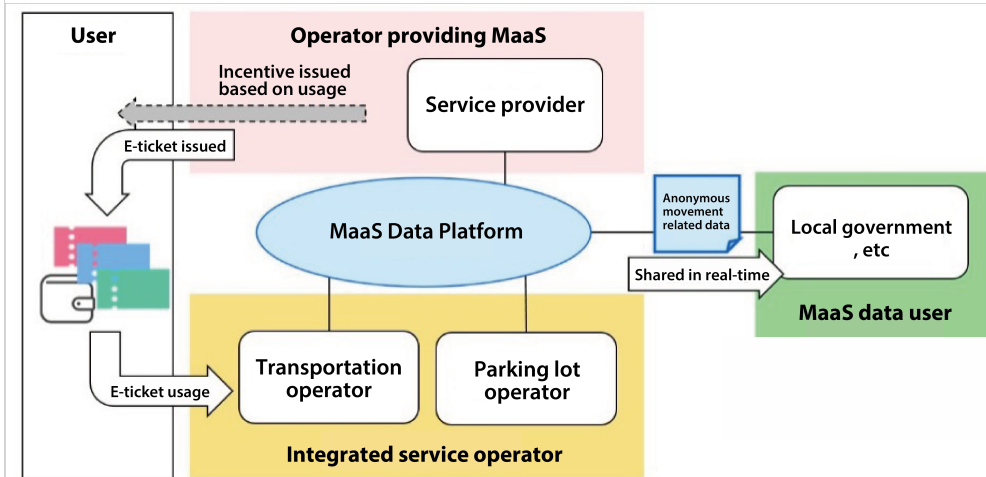 User
Operator providing MaaS
Incentive issued
based on usage
Service provider
E-ticket issued
MaaS Data Platform
Anonymous
movement
related data
Local government
, etc
Shared in real-time
MaaS data user
Transportation
operator
Parking lot
operator
E-ticket usage
Integrated service operator